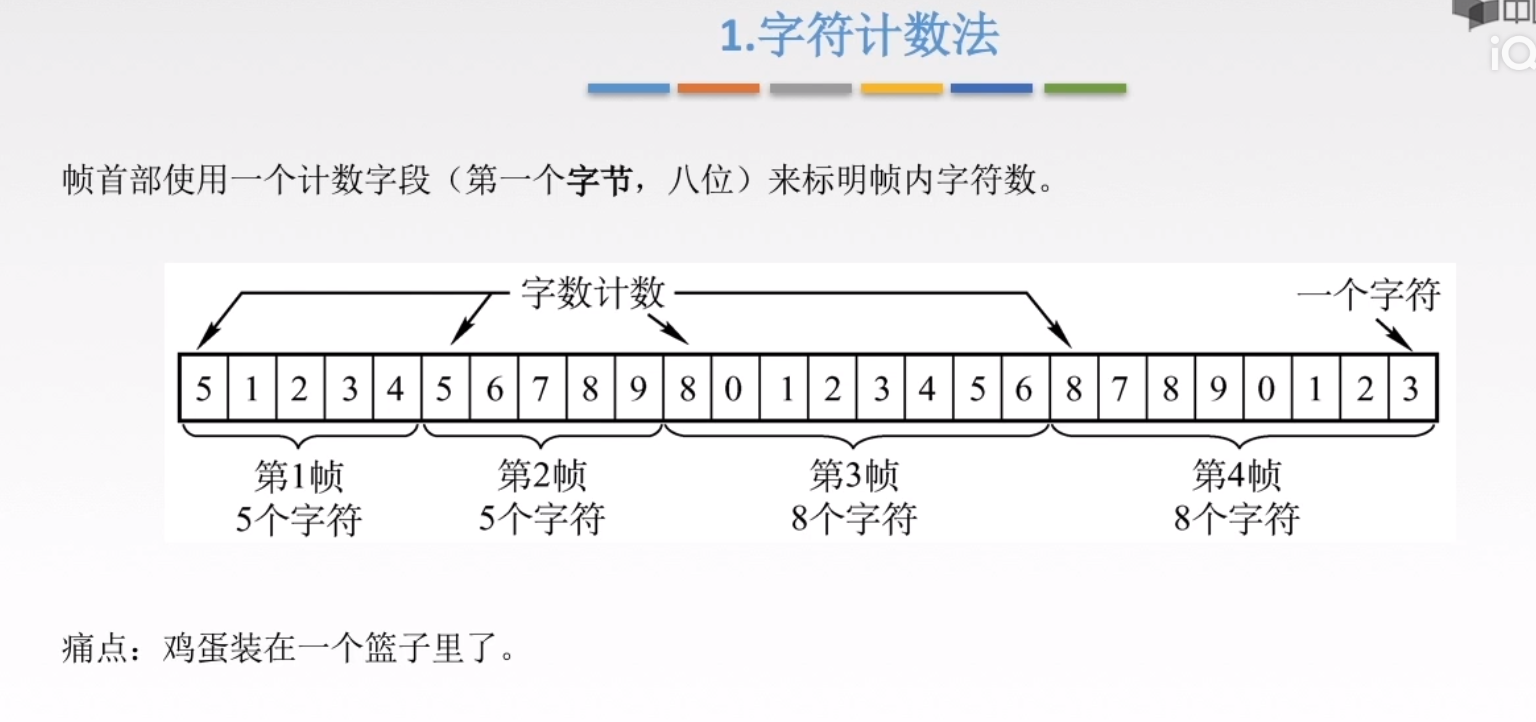 1.字符计数法
iQ
帧首部使用一个计数字段（第一个字节，八位）来标明帧内字符数。
字数计数
一个字符
5 1 2 3 4 5 6 7 8 9 8 0 1 2 3 4 5 6 8 7 8 9 0 1 2 3
第1帧 第2帧 第3帧 第4帧
5个字符 5个字符 8个字符 8个字符
痛点：鸡蛋装在一个篮子里了。